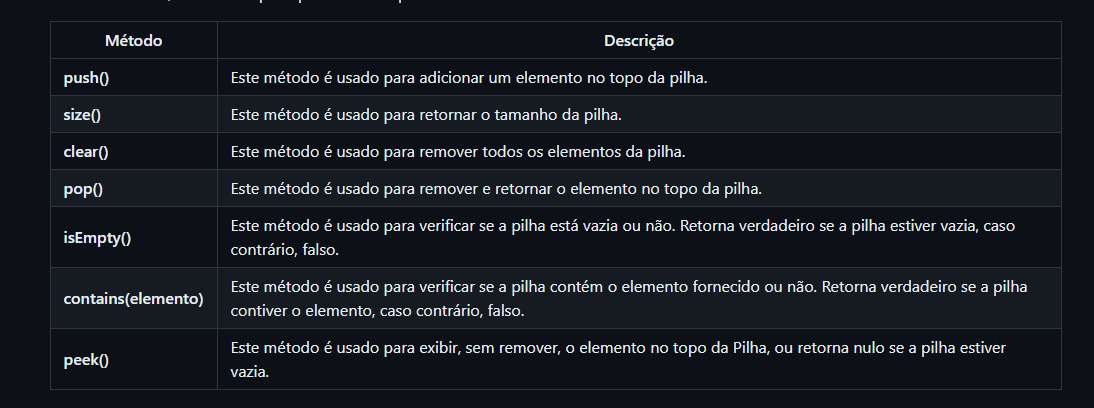 Método Descrição
push() Este método é usado para adicionar um elemento no topo da pilha.
size() Este método é usado para retornar o tamanho da pilha.
clear() Este método é usado para remover todos os elementos da pilha.
pop() Este método é usado para remover e retornar o elemento no topo da pilha.
isEmpty() Este método é usado para verificar se a pilha está vazia ou não. Retorna verdadeiro se a pilha estiver vazia, caso
contrário, falso.
contains(elemento) Este método é usado para verificar se a pilha contém o elemento fornecido ou não. Retorna verdadeiro se a pilha
contiver o elemento, caso contrário, falso.
peek() Este método é usado para exibir, sem remover, o elemento no topo da Pilha, ou retorna nulo se a pilha estiver
vazia.